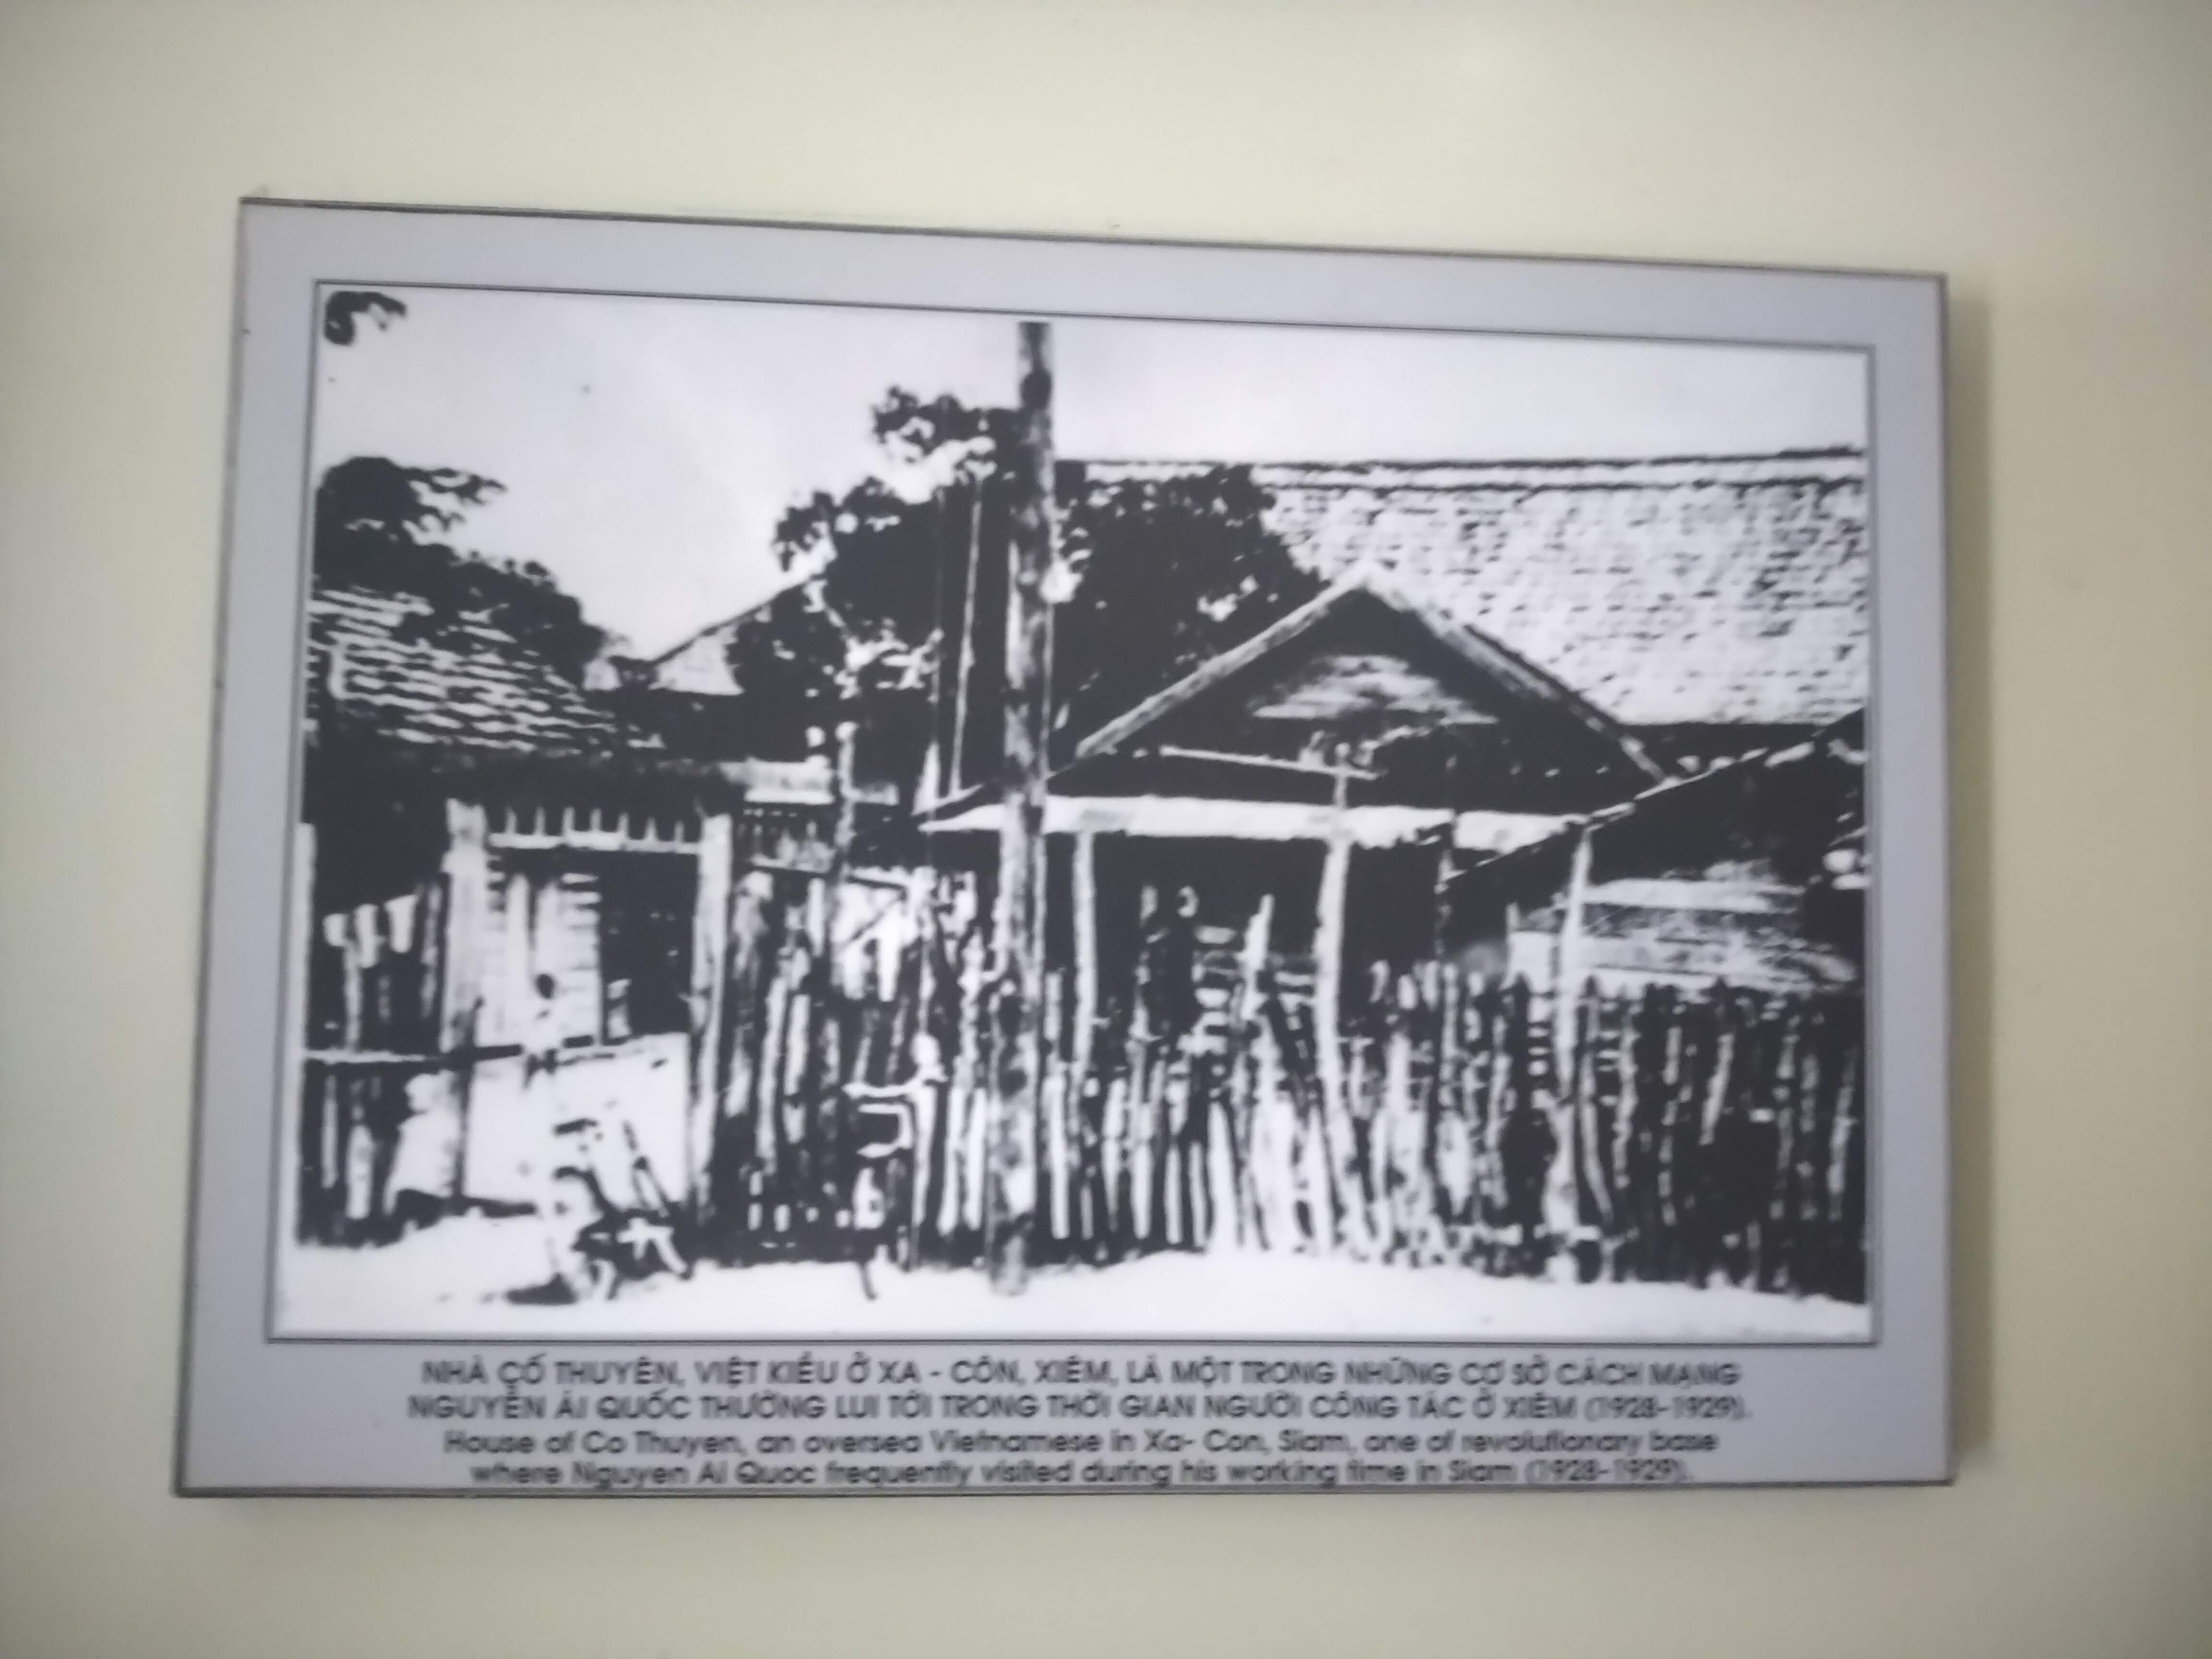 NHÀ CỐ THUYÊN, VIỆT KIỀU Ở XA - CÔN, XIÊM, LÀ MỘT TRONG NHỮNG CƠ SỞ CÁCH MẠNG
NGUYỄN ÁI QUỐC THƯỜNG LUI TỚI TRONG THỜI GIAN NGƯỜI CÔNG TÁC Ở XIÊM (1928-1929).
House of Co Thuyen, an oversea Vietnamese in Xa- Con, Siam, one of revolutionary base
where Nguyen Ai Quoc frequently visited during his working time in Siam (1928-1929).